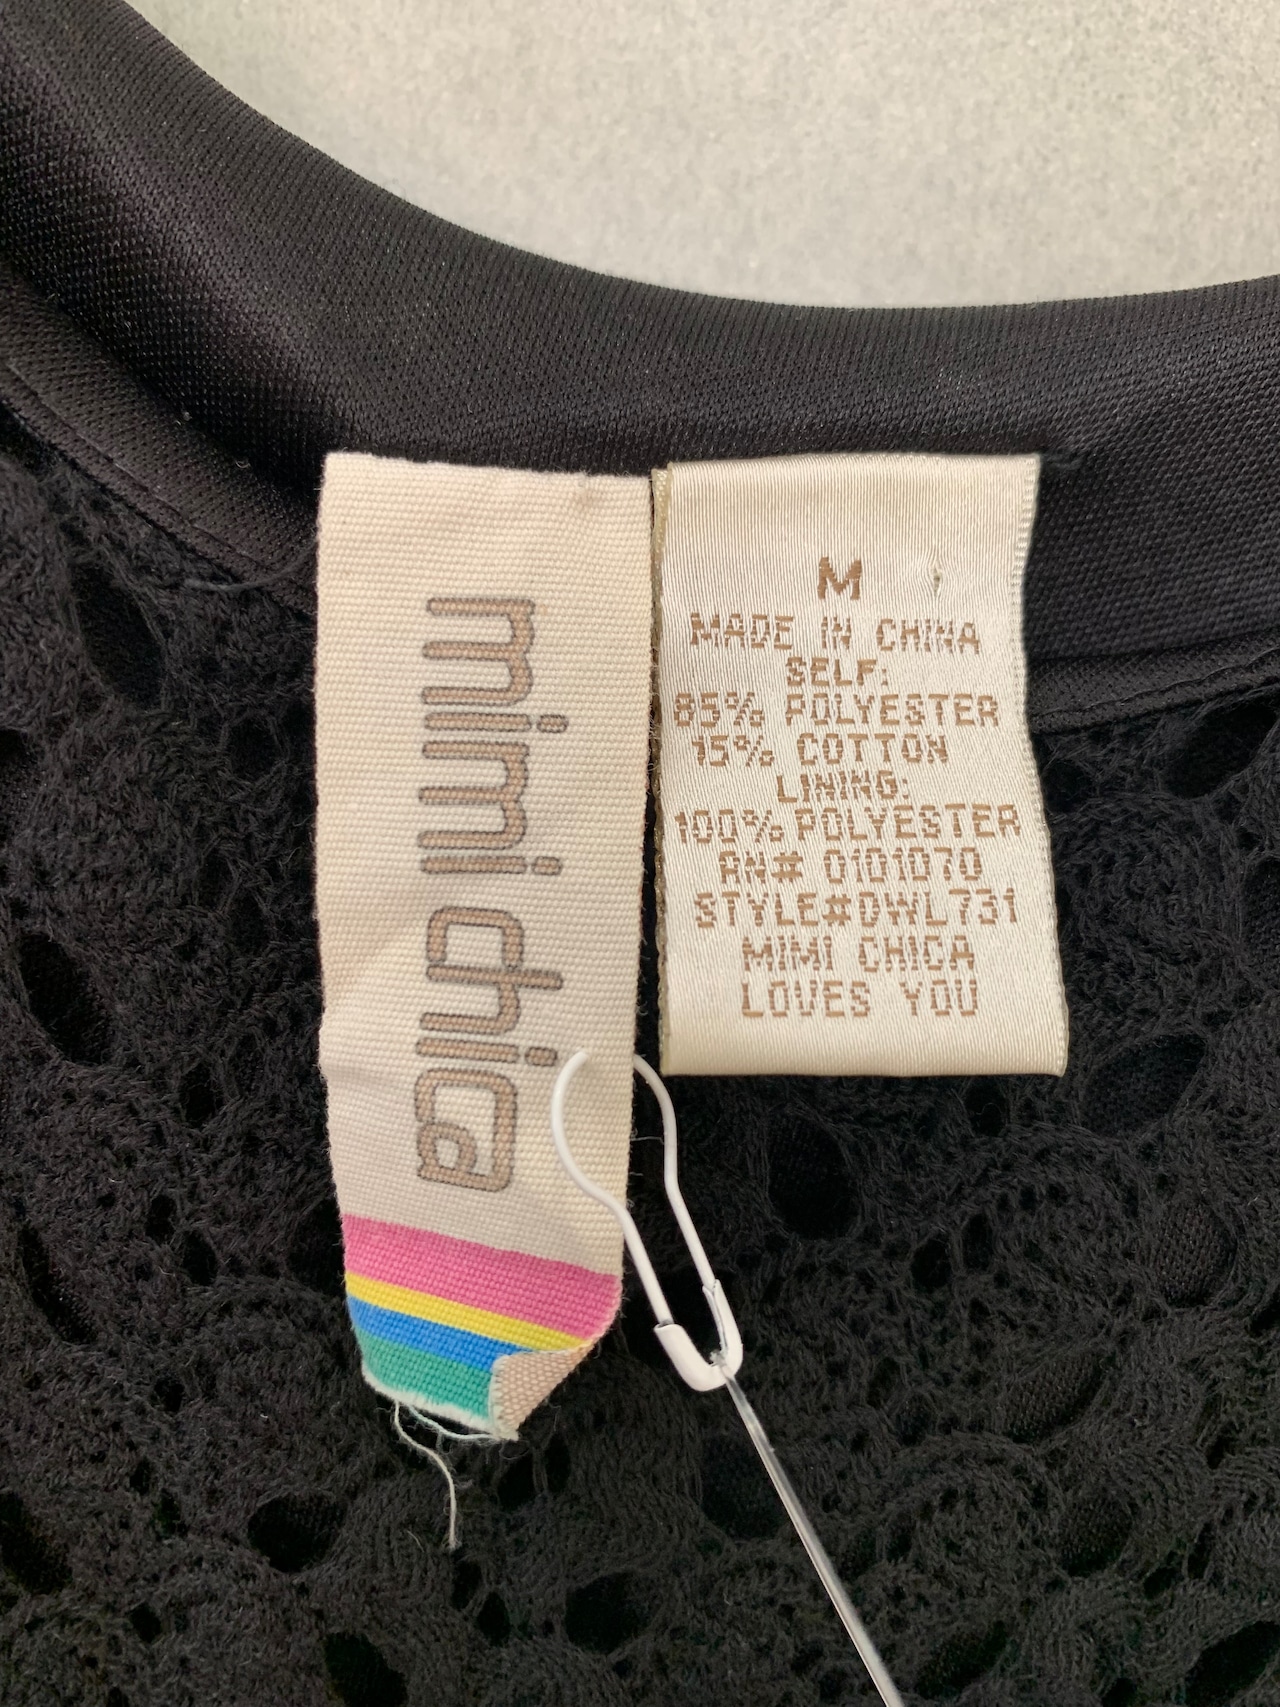 mimi chica
M
MADE IN CHINA
SELF:
85% POLYESTER
15% COTTON
LINING:
100% POLYESTER
RN# 0101070
STYLE#DWL731
MIMI CHICA
LOVES YOU